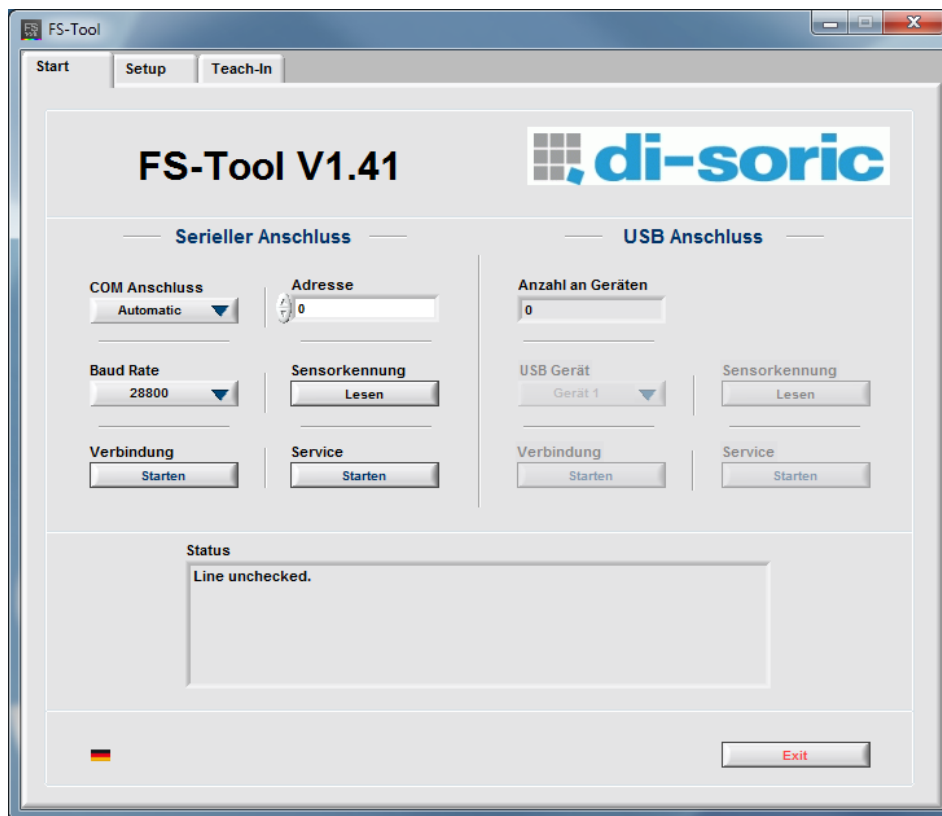 FS-Tool
Start
Setup
Teach-In
FS-Tool V1.41
di-soric
Serieller Anschluss
COM Anschluss
Automatic
Adresse
0
Baud Rate
28800
Sensorkennung
Lesen
Verbindung
Starten
Service
Starten
USB Anschluss
Anzahl an Geräten
0
USB Gerät
Gerät 1
Sensorkennung
Lesen
Verbindung
Starten
Service
Starten
Status
Line unchecked.
Exit